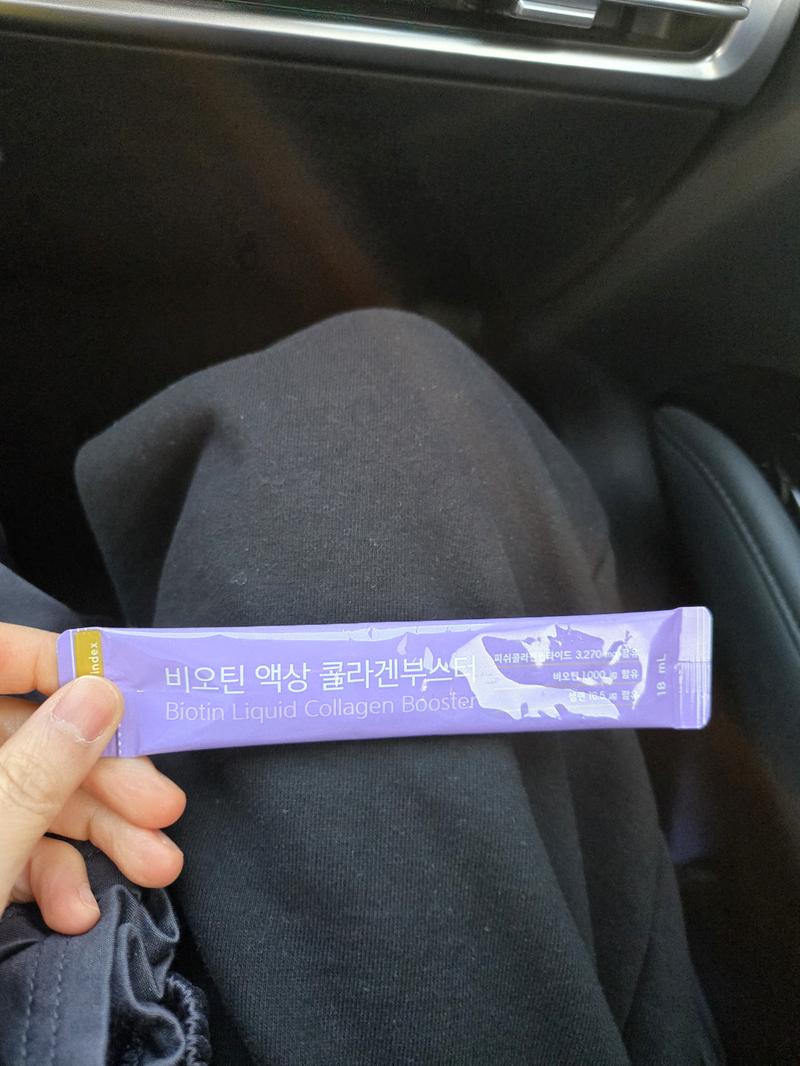 index
비오틴 액상 콜라겐부스터
Biotin Liquid Collagen Booster
피쉬콜라겐펩타이드 3,270 mg 함유
비오틴 1,000 ㎍ 함유
셀렌 16.5 ㎍ 함유
18 mL